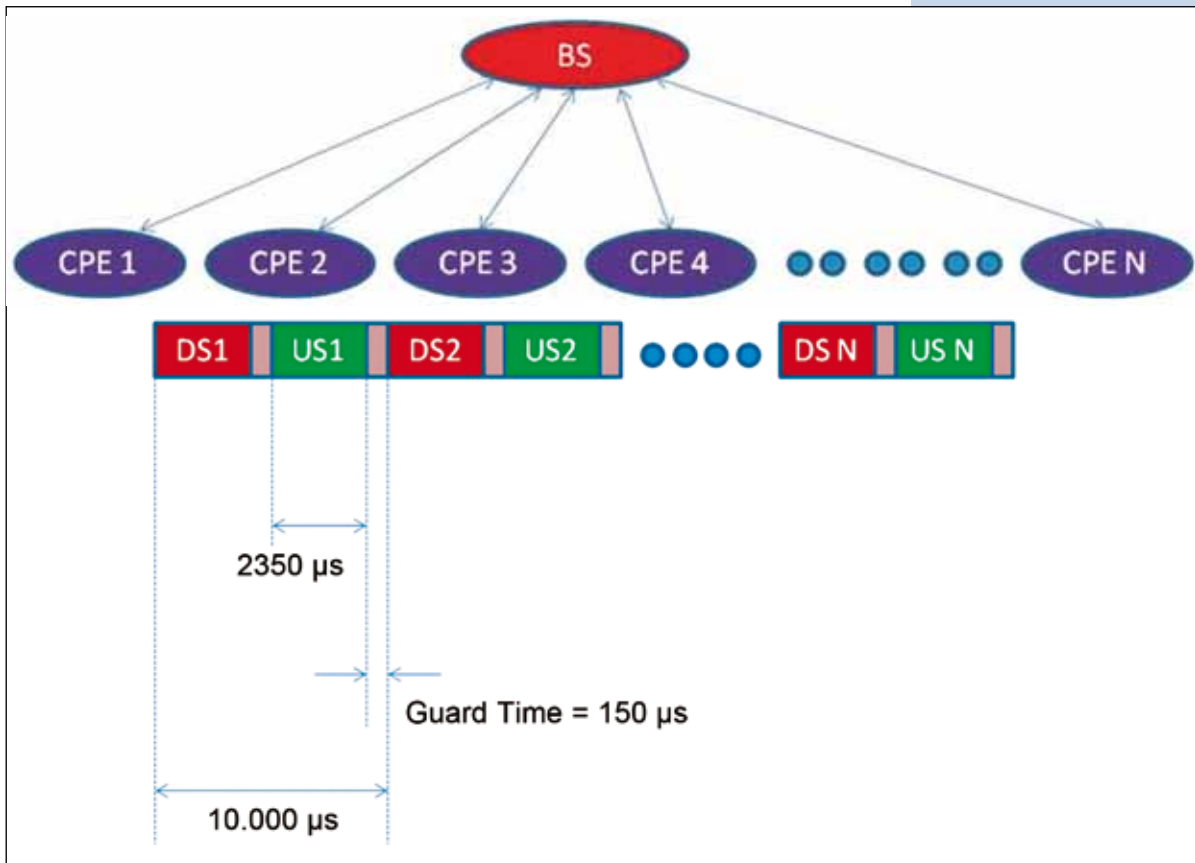 BS
CPE 1 CPE 2 CPE 3 CPE 4 CPE N
DS1 US1 DS2 US2 DS N US N
2350 µs
Guard Time = 150 µs
10.000 µs